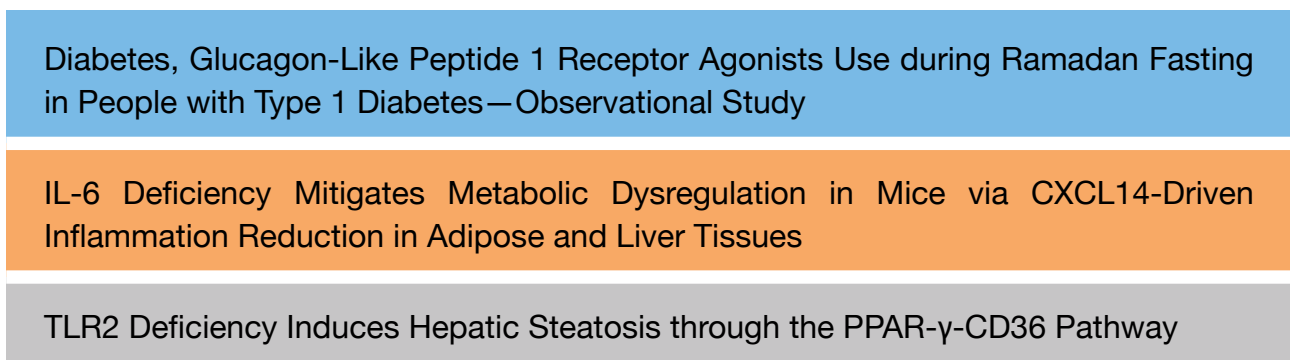 Diabetes, Glucagon-Like Peptide 1 Receptor Agonists Use during Ramadan Fasting
in People with Type 1 Diabetes—Observational Study
IL-6 Deficiency Mitigates Metabolic Dysregulation in Mice via CXCL14-Driven
Inflammation Reduction in Adipose and Liver Tissues
TLR2 Deficiency Induces Hepatic Steatosis through the PPAR-γ-CD36 Pathway